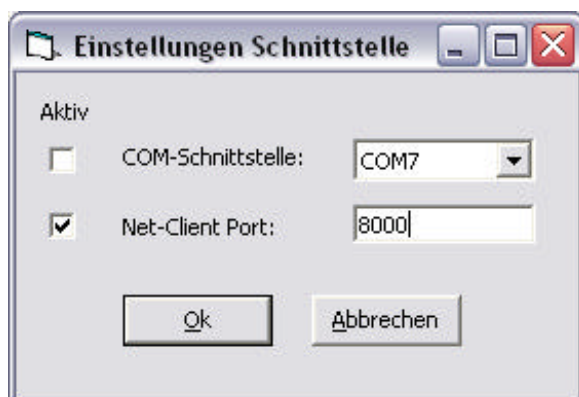 Einstellungen Schnittstelle
Aktiv
COM-Schnittstelle: COM7
Net-Client Port: 8000
Ok Abbrechen